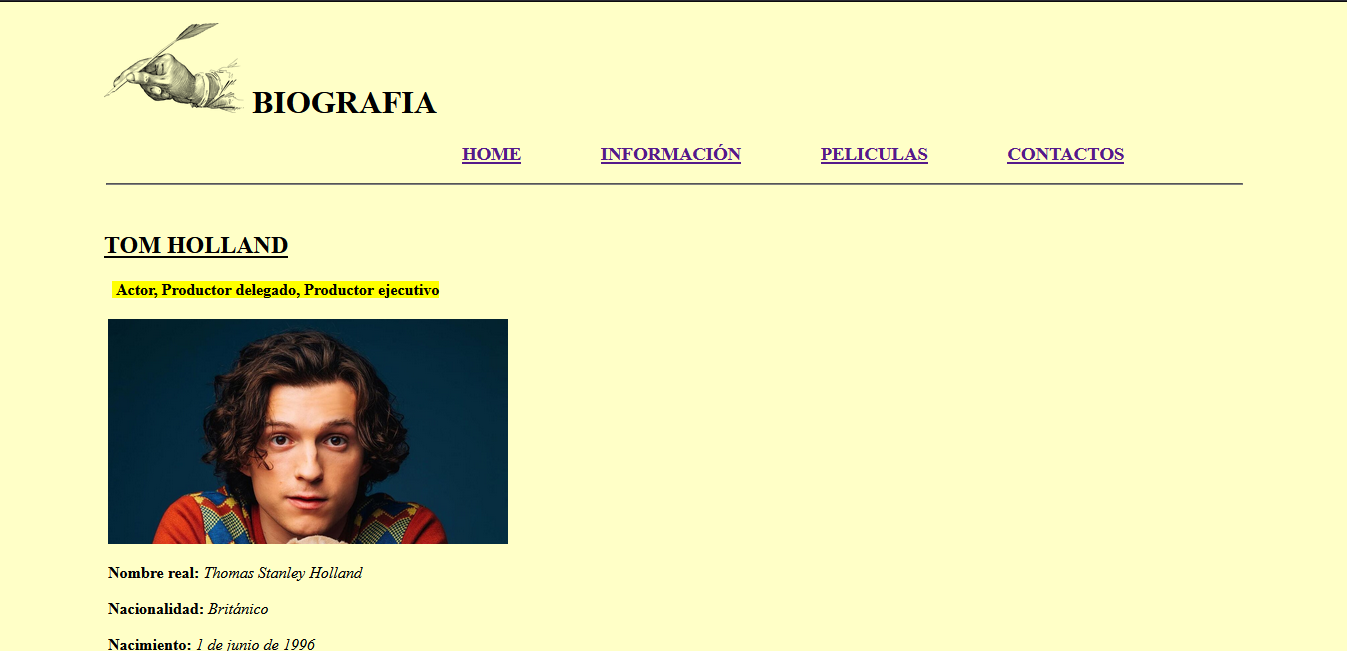 BIOGRAFIA
HOME INFORMACIÓN PELICULAS CONTACTOS
TOM HOLLAND
Actor, Productor delegado, Productor ejecutivo
Nombre real: Thomas Stanley Holland
Nacionalidad: Británico
Nacimiento: 1 de junio de 1996